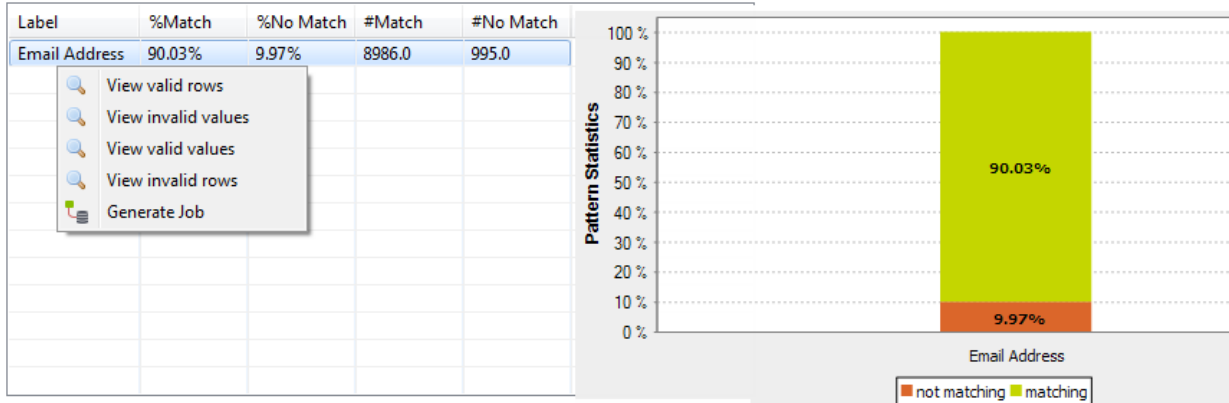 Label %Match %No Match #Match #No Match
Email Address 90.03% 9.97% 8986.0 995.0
View valid rows
View invalid values
View valid values
View invalid rows
Generate Job
Pattern Statistics
100 %
90 %
80 %
70 %
60 %
50 %
40 %
30 %
20 %
10 %
0 %
90.03%
9.97%
Email Address
not matching matching